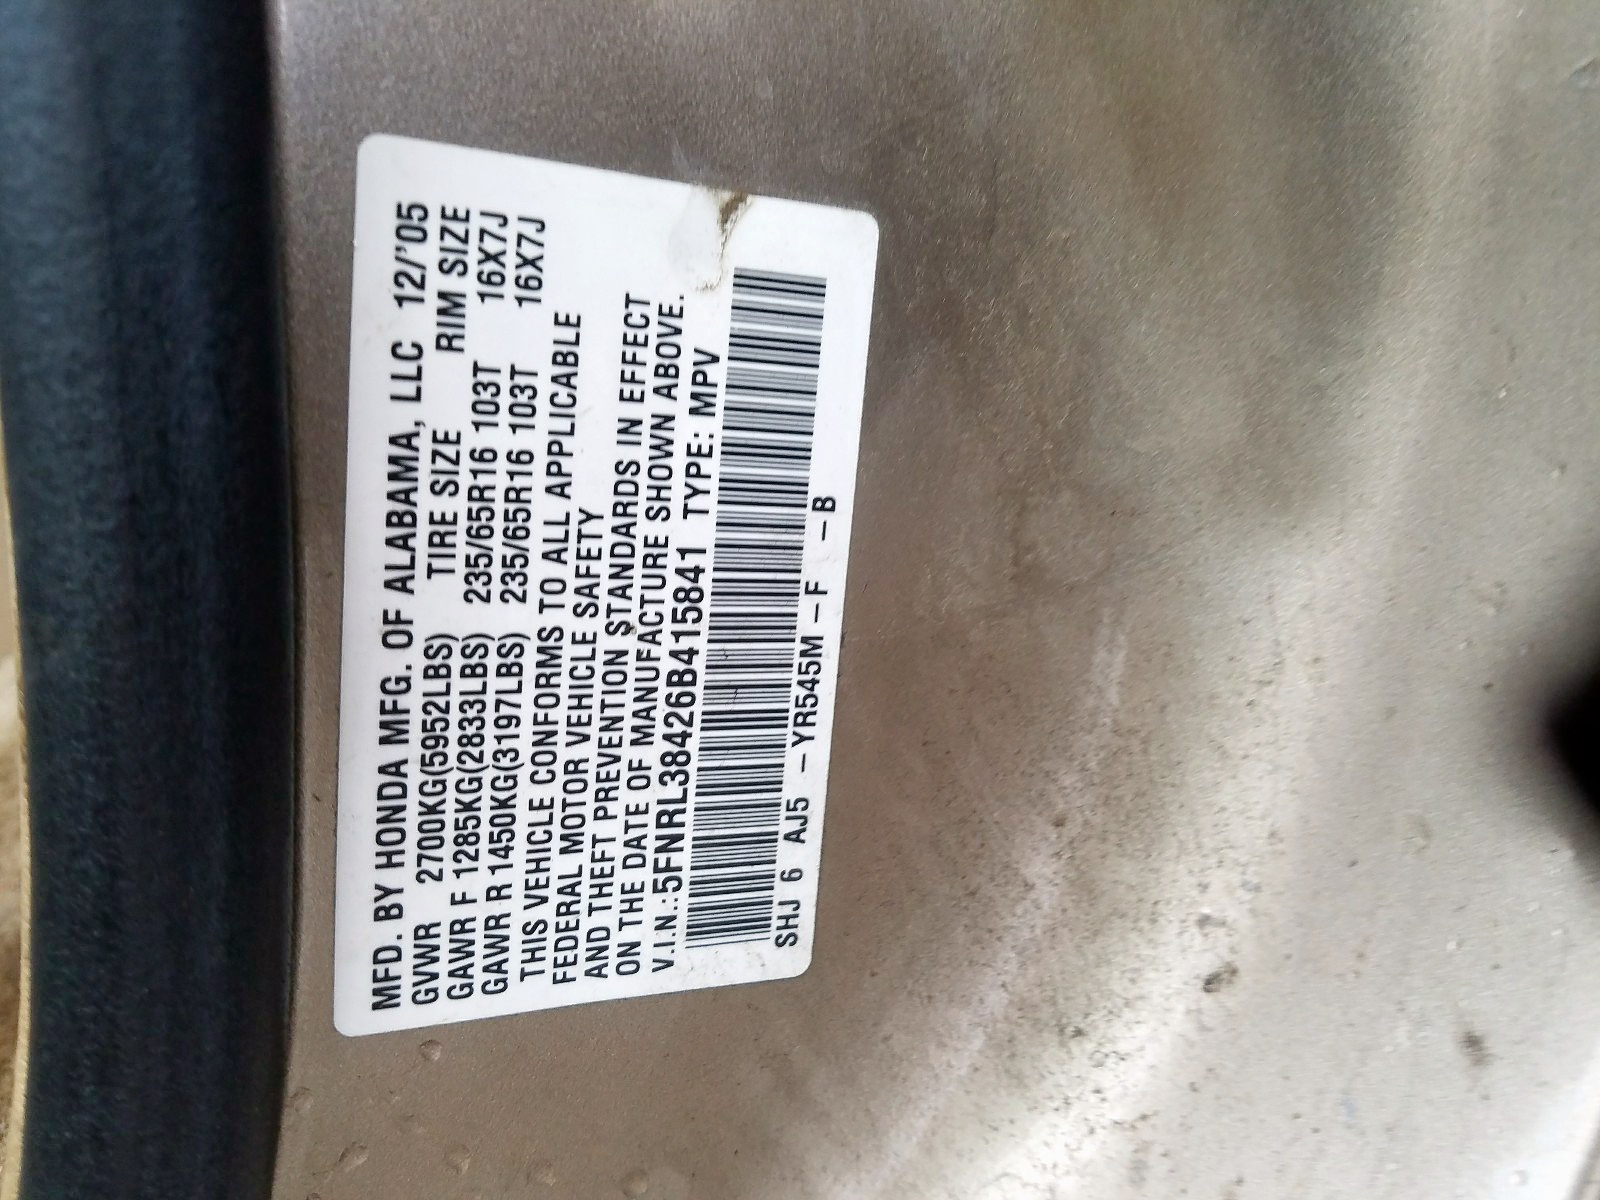 MFD. BY HONDA MFG. OF ALABAMA, LLC 12/'05
GVWR 2700KG(5952LBS) TIRE SIZE RIM SIZE
GAWR F 1285KG(2833LBS) 235/65R16 103T 16X7J
GAWR R 1450KG(3197LBS) 235/65R16 103T 16X7J
THIS VEHICLE CONFORMS TO ALL APPLICABLE
FEDERAL MOTOR VEHICLE SAFETY
AND THEFT PREVENTION STANDARDS IN EFFECT
ON THE DATE OF MANUFACTURE SHOWN ABOVE.
V.I.N.:5FNRL38426B415841 TYPE: MPV
SHJ 6 AJ5 – YR545M – F – B